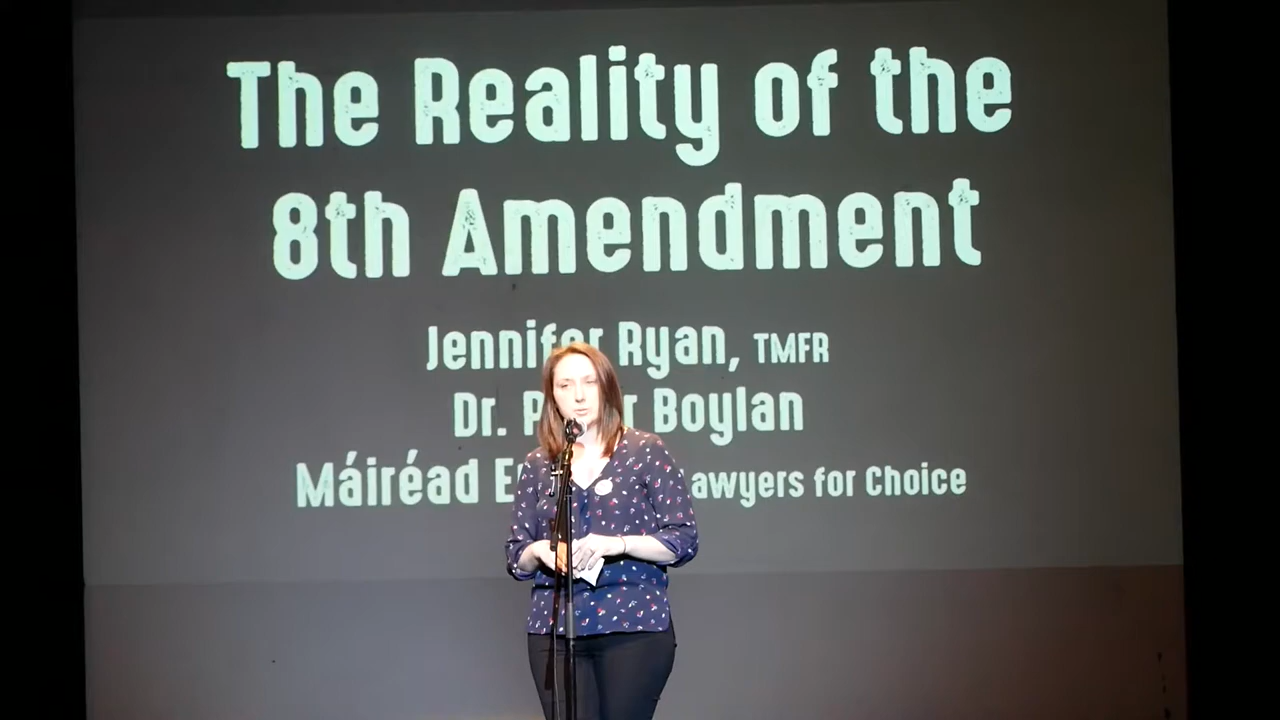 The Reality of the
8th Amendment
Jennifer Ryan, TMFR
Dr. Boylan
Máiréad for Choice